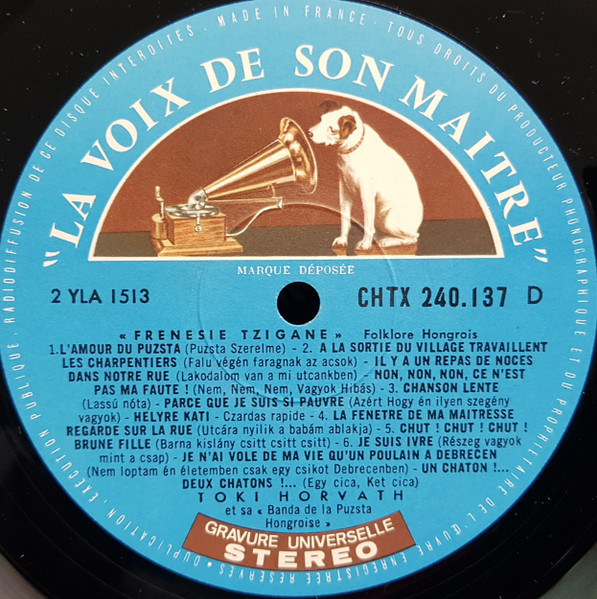 "LA VOIX DE SON MAITRE"
MARQUE DÉPOSÉE
2 YLA 1513
CHTX 240.137 D
« FRENESIE TZIGANE » Folklore Hongrois
1.L'AMOUR DU PUZSTA (Puzsta Szerelme) - 2. A LA SORTIE DU VILLAGE TRAVAILLENT
LES CHARPENTIERS (Falu végén faragnak az acsok) - IL Y A UN REPAS DE NOCES
DANS NOTRE RUE (Lakodalom van a mi utcankben) - NON, NON, NON, CE N'EST
PAS MA FAUTE ! (Nem, Nem, Nem, Vagyok Hibás) - 3. CHANSON LENTE
(Lassú nóta) - PARCE QUE JE SUIS SI PAUVRE (Azért Hogy én ilyen szegény
vagyok) - HELYRE KATI - Czardas rapide - 4. LA FENETRE DE MA MAITRESSE
REGARDE SUR LA RUE (Utcára nyilik a babám ablakja) - 5. CHUT ! CHUT ! CHUT !
BRUNE FILLE (Barna kislány csitt csitt csitt) - 6. JE SUIS IVRE (Részeg vagyok
mint a csap) - JE N'AI VOLE DE MA VIE QU'UN POULAIN A DEBRECEN
(Nem loptam én életemben csak egy csikot Debrecenben) - UN CHATON !...
DEUX CHATONS !... (Egy cica, Ket cica)
TOKI HORVATH
et sa « Banda de la Puzsta
Hongroise »
GRAVURE UNIVERSELLE
STEREO
MADE IN FRANCE · TOUS DROITS DU PRODUCTEUR PHONOGRAPHIQUE ET DU PROPRIETAIRE DE L'ŒUVRE ENREGISTREE RESERVES · DUPLICATION, EXECUTION PUBLIQUE, RADIODIFFUSION DE CE DISQUE INTERDITES ·